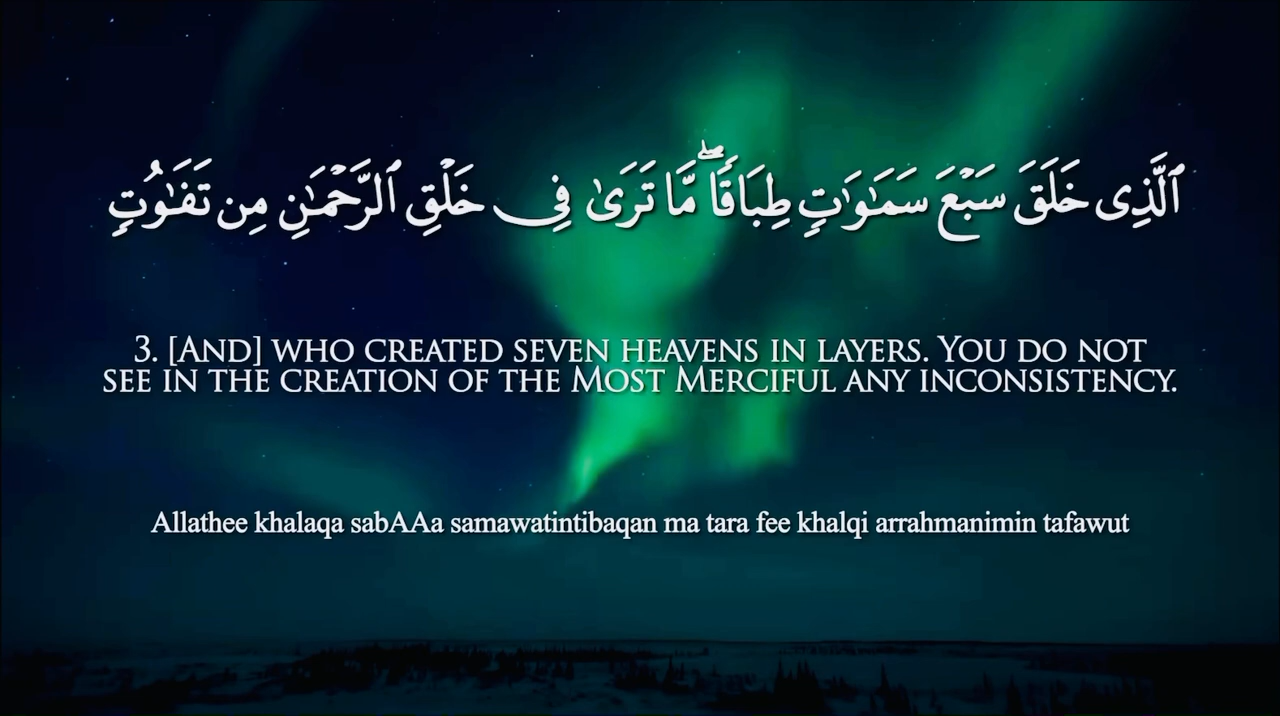 ٱلَّذِى خَلَقَ سَبْعَ سَمَٰوَٰتٍ طِبَاقًا ۖ مَّا تَرَىٰ فِى خَلْقِ ٱلرَّحْمَٰنِ مِن تَفَٰوُتٍ
3. [AND] WHO CREATED SEVEN HEAVENS IN LAYERS. YOU DO NOT
SEE IN THE CREATION OF THE MOST MERCIFUL ANY INCONSISTENCY.
Allathee khalaqa sabAAa samawatintibaqan ma tara fee khalqi arrahmanimin tafawut